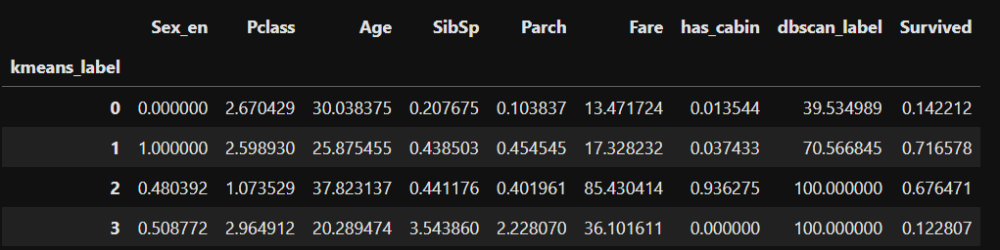 Sex_en Pclass Age SibSp Parch Fare has_cabin dbscan_label Survived
kmeans_label
0 0.000000 2.670429 30.038375 0.207675 0.103837 13.471724 0.013544 39.534989 0.142212
1 1.000000 2.598930 25.875455 0.438503 0.454545 17.328232 0.037433 70.566845 0.716578
2 0.480392 1.073529 37.823137 0.441176 0.401961 85.430414 0.936275 100.000000 0.676471
3 0.508772 2.964912 20.289474 3.543860 2.228070 36.101611 0.000000 100.000000 0.122807